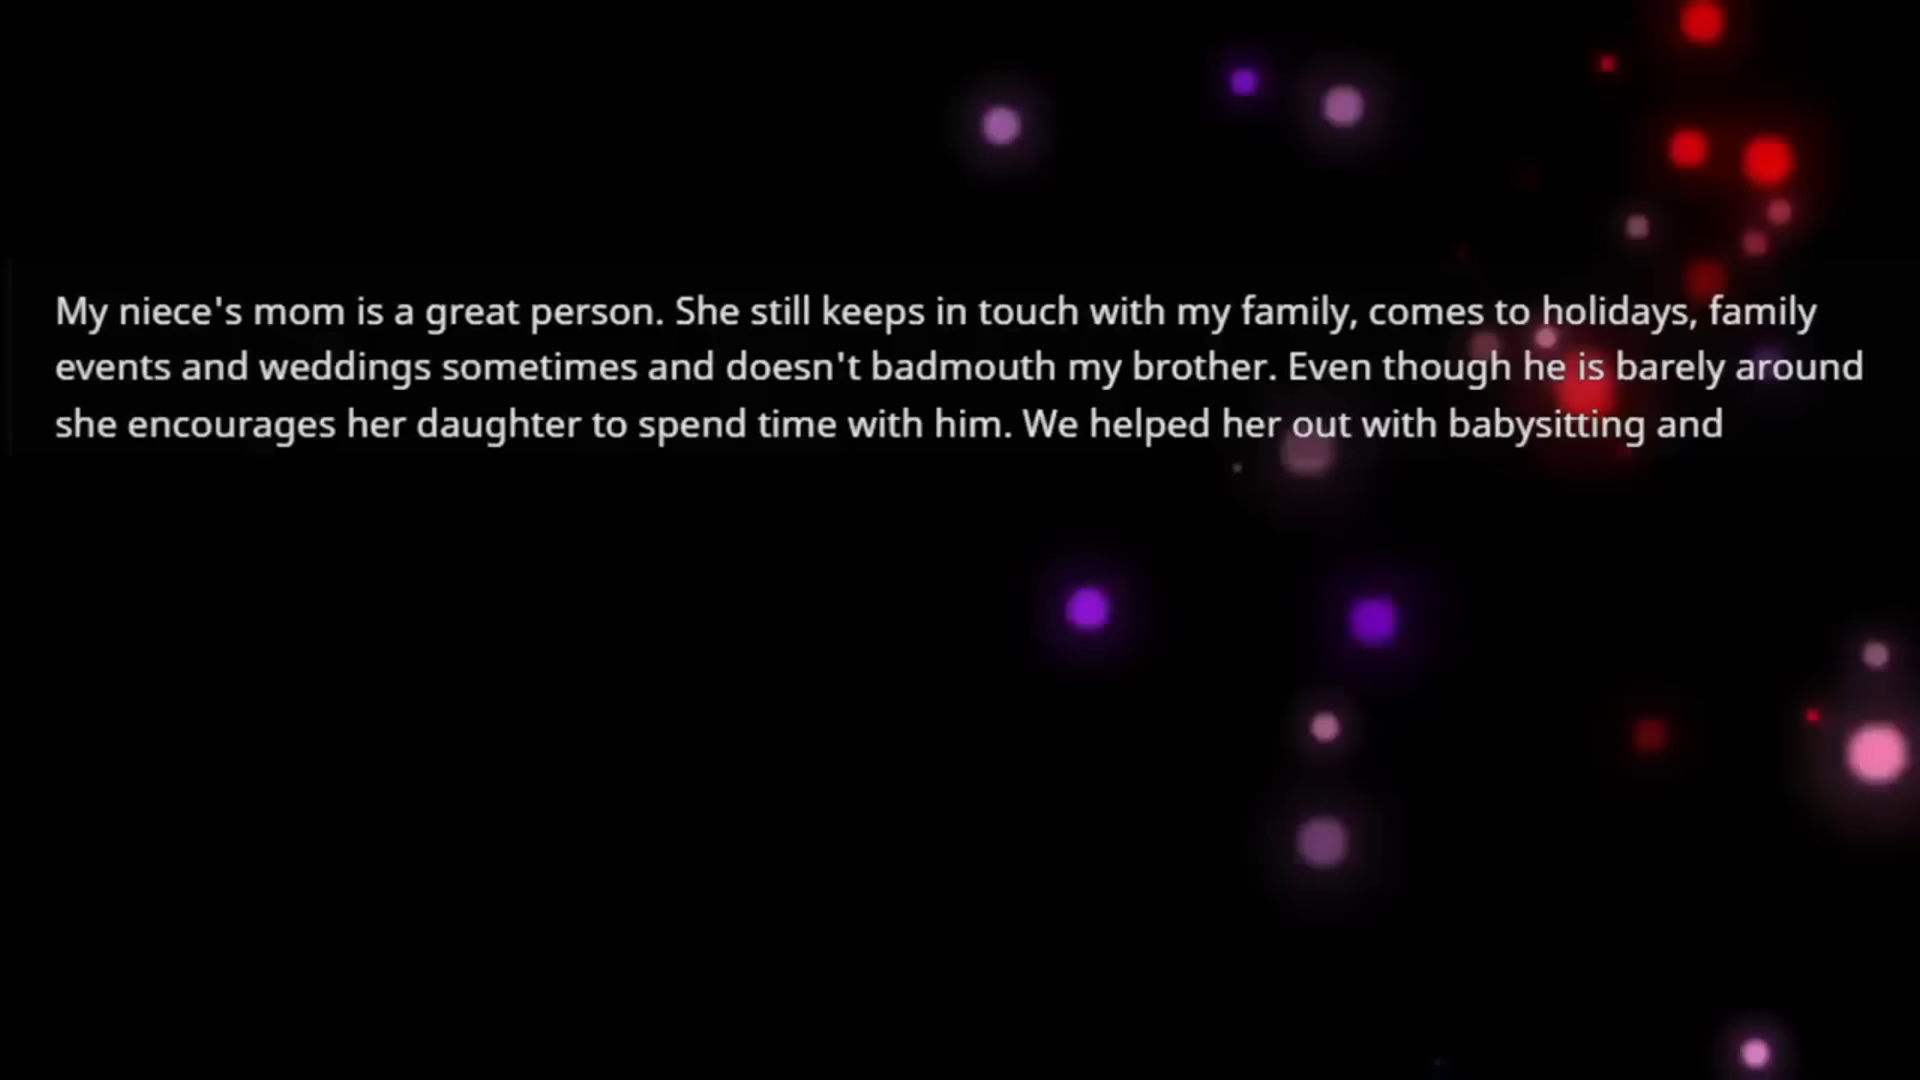 My niece's mom is a great person. She still keeps in touch with my family, comes to holidays, family
events and weddings sometimes and doesn't badmouth my brother. Even though he is barely around
she encourages her daughter to spend time with him. We helped her out with babysitting and